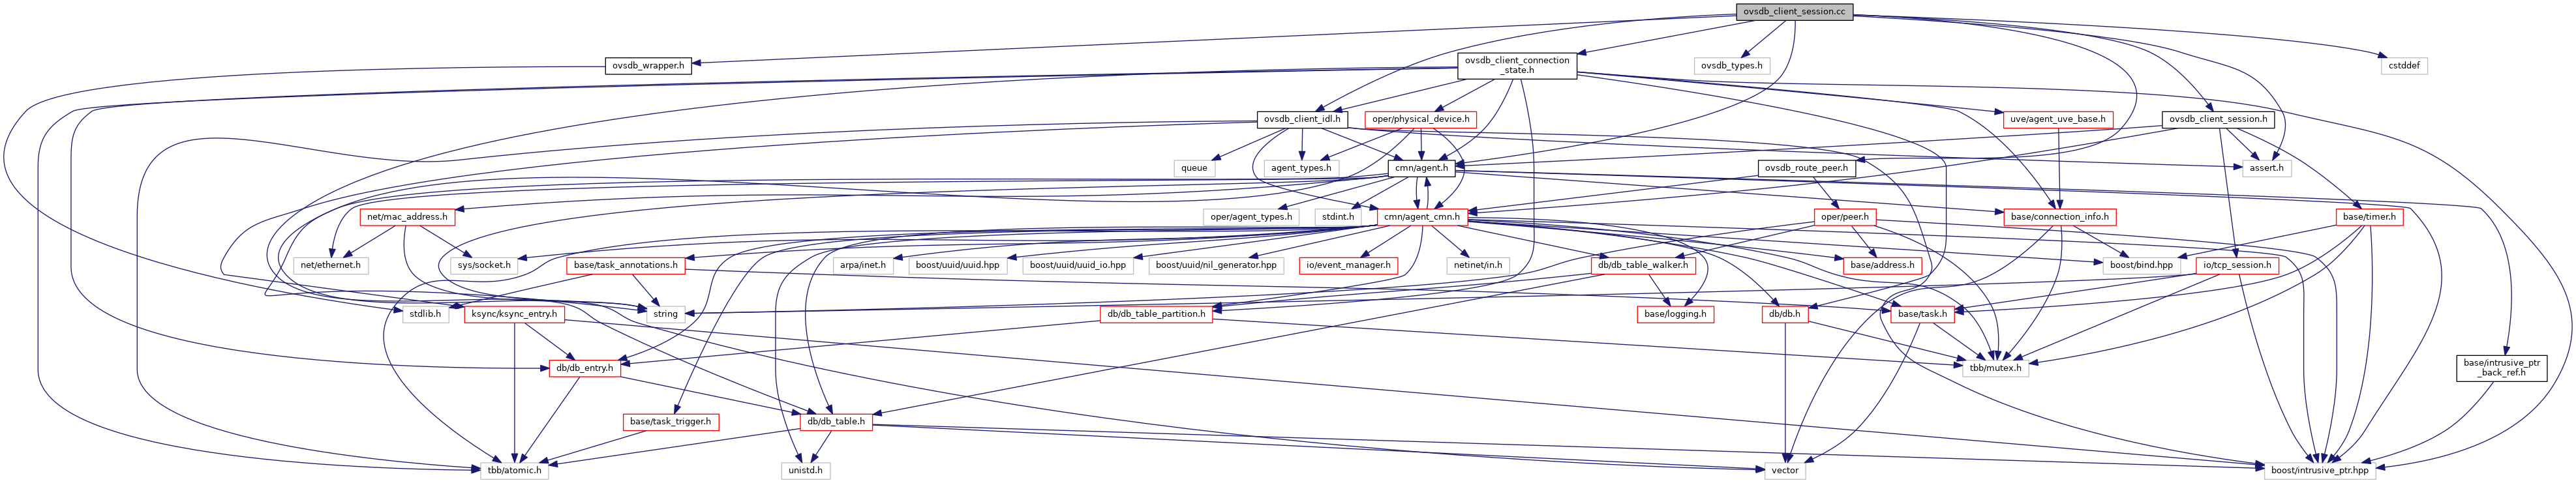 ovsdb_client_session.cc
ovsdb_wrapper.h
ovsdb_client_connection
_state.h
ovsdb_types.h
cstddef
ovsdb_client_idl.h
oper/physical_device.h
uve/agent_uve_base.h
ovsdb_client_session.h
queue
agent_types.h
cmn/agent.h
ovsdb_route_peer.h
assert.h
net/mac_address.h
oper/agent_types.h
stdint.h
cmn/agent_cmn.h
oper/peer.h
base/connection_info.h
base/timer.h
net/ethernet.h
sys/socket.h
base/task_annotations.h
arpa/inet.h
boost/uuid/uuid.hpp
boost/uuid/uuid_io.hpp
boost/uuid/nil_generator.hpp
io/event_manager.h
netinet/in.h
db/db_table_walker.h
base/address.h
boost/bind.hpp
io/tcp_session.h
stdlib.h
ksync/ksync_entry.h
string
db/db_table_partition.h
base/logging.h
db/db.h
base/task.h
db/db_entry.h
tbb/mutex.h
base/intrusive_ptr
_back_ref.h
base/task_trigger.h
db/db_table.h
tbb/atomic.h
unistd.h
vector
boost/intrusive_ptr.hpp